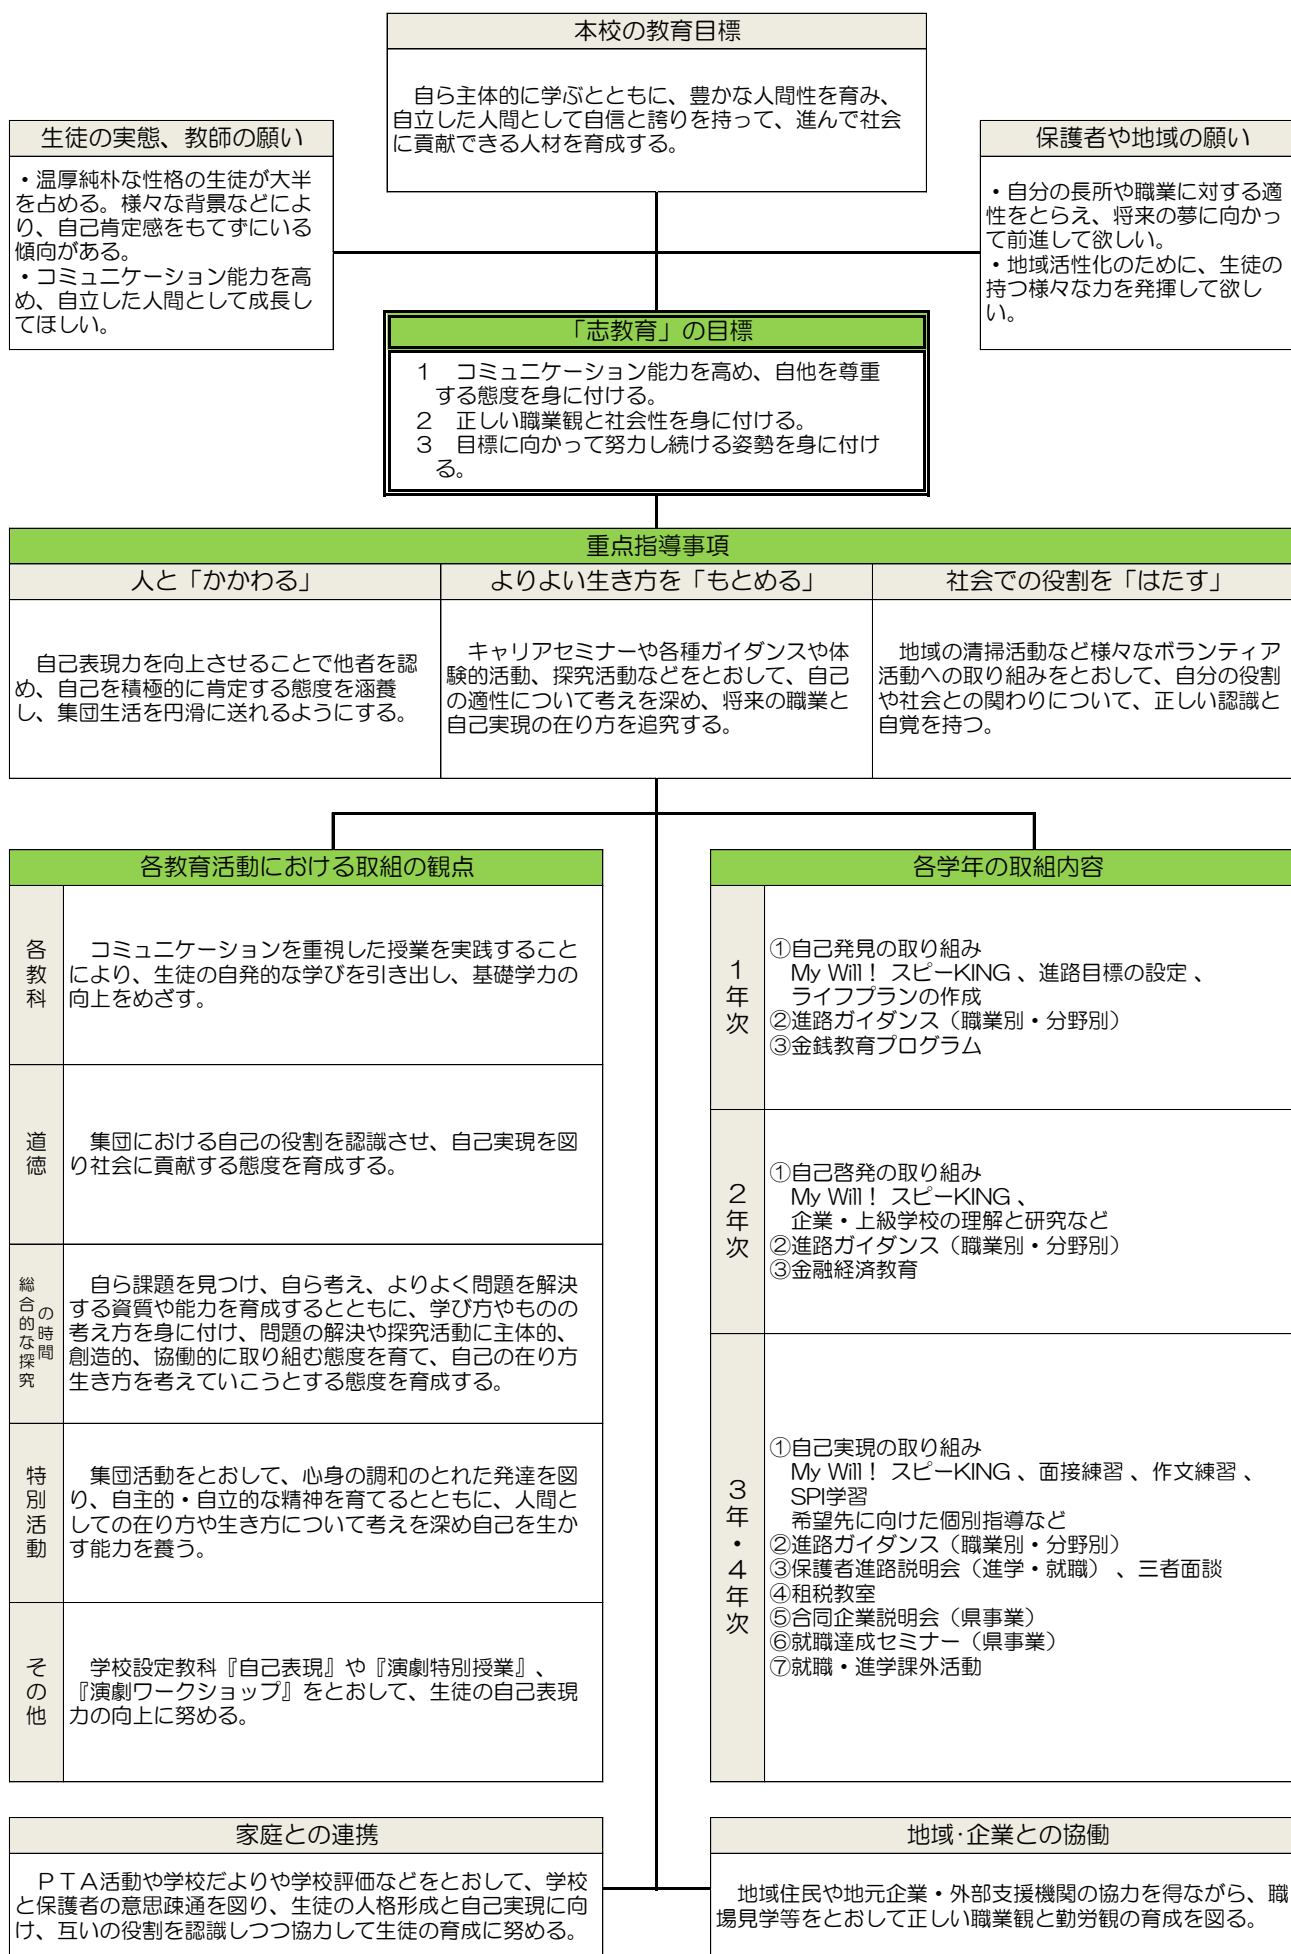 本校の教育目標
　自ら主体的に学ぶとともに、豊かな人間性を育み、
自立した人間として自信と誇りを持って、進んで社会
に貢献できる人材を育成する。
生徒の実態、教師の願い
・温厚純朴な性格の生徒が大半
を占める。様々な背景などによ
り、自己肯定感をもてずにいる
傾向がある。
・コミュニケーション能力を高
め、自立した人間として成長し
てほしい。
保護者や地域の願い
・自分の長所や職業に対する適
性をとらえ、将来の夢に向かっ
て前進して欲しい。
・地域活性化のために、生徒の
持つ様々な力を発揮して欲し
い。
「志教育」の目標
１　コミュニケーション能力を高め、自他を尊重
する態度を身に付ける。
２　正しい職業観と社会性を身に付ける。
３　目標に向かって努力し続ける姿勢を身に付け
る。
重点指導事項
人と「かかわる」
　自己表現力を向上させることで他者を認
め、自己を積極的に肯定する態度を涵養
し、集団生活を円滑に送れるようにする。
よりよい生き方を「もとめる」
　キャリアセミナーや各種ガイダンスや体
験的活動、探究活動などをとおして、自己
の適性について考えを深め、将来の職業と
自己実現の在り方を追究する。
社会での役割を「はたす」
　地域の清掃活動など様々なボランティア
活動への取り組みをとおして、自分の役割
や社会との関わりについて、正しい認識と
自覚を持つ。
各教育活動における取組の観点
各教科
　コミュニケーションを重視した授業を実践すること
により、生徒の自発的な学びを引き出し、基礎学力の
向上をめざす。
道徳
　集団における自己の役割を認識させ、自己実現を図
り社会に貢献する態度を育成する。
総合的な探究
の時間
　自ら課題を見つけ、自ら考え、よりよく問題を解決
する資質や能力を育成するとともに、学び方やものの
考え方を身に付け、問題の解決や探究活動に主体的、
創造的、協働的に取り組む態度を育て、自己の在り方
生き方を考えていこうとする態度を育成する。
特別活動
　集団活動をとおして、心身の調和のとれた発達を図
り、自主的・自立的な精神を育てるとともに、人間と
しての在り方や生き方について考えを深め自己を生か
す能力を養う。
その他
　学校設定教科『自己表現』や『演劇特別授業』、
『演劇ワークショップ』をとおして、生徒の自己表現
力の向上に努める。
各学年の取組内容
１年次
①自己発見の取り組み
　My Will！ スピーKING 、進路目標の設定 、
　ライフプランの作成
②進路ガイダンス（職業別・分野別）
③金銭教育プログラム
２年次
①自己啓発の取り組み
　My Will！ スピーKING 、
　企業・上級学校の理解と研究など
②進路ガイダンス（職業別・分野別）
③金融経済教育
３年・４年次
①自己実現の取り組み
　My Will！ スピーKING 、面接練習 、作文練習 、
　SPI学習
　希望先に向けた個別指導など
②進路ガイダンス（職業別・分野別）
③保護者進路説明会（進学・就職） 、三者面談
④租税教室
⑤合同企業説明会（県事業）
⑥就職達成セミナー（県事業）
⑦就職・進学課外活動
家庭との連携
　ＰＴＡ活動や学校だよりや学校評価などをとおして、学校
と保護者の意思疎通を図り、生徒の人格形成と自己実現に向
け、互いの役割を認識しつつ協力して生徒の育成に努める。
地域・企業との協働
　地域住民や地元企業・外部支援機関の協力を得ながら、職
場見学等をとおして正しい職業観と勤労観の育成を図る。